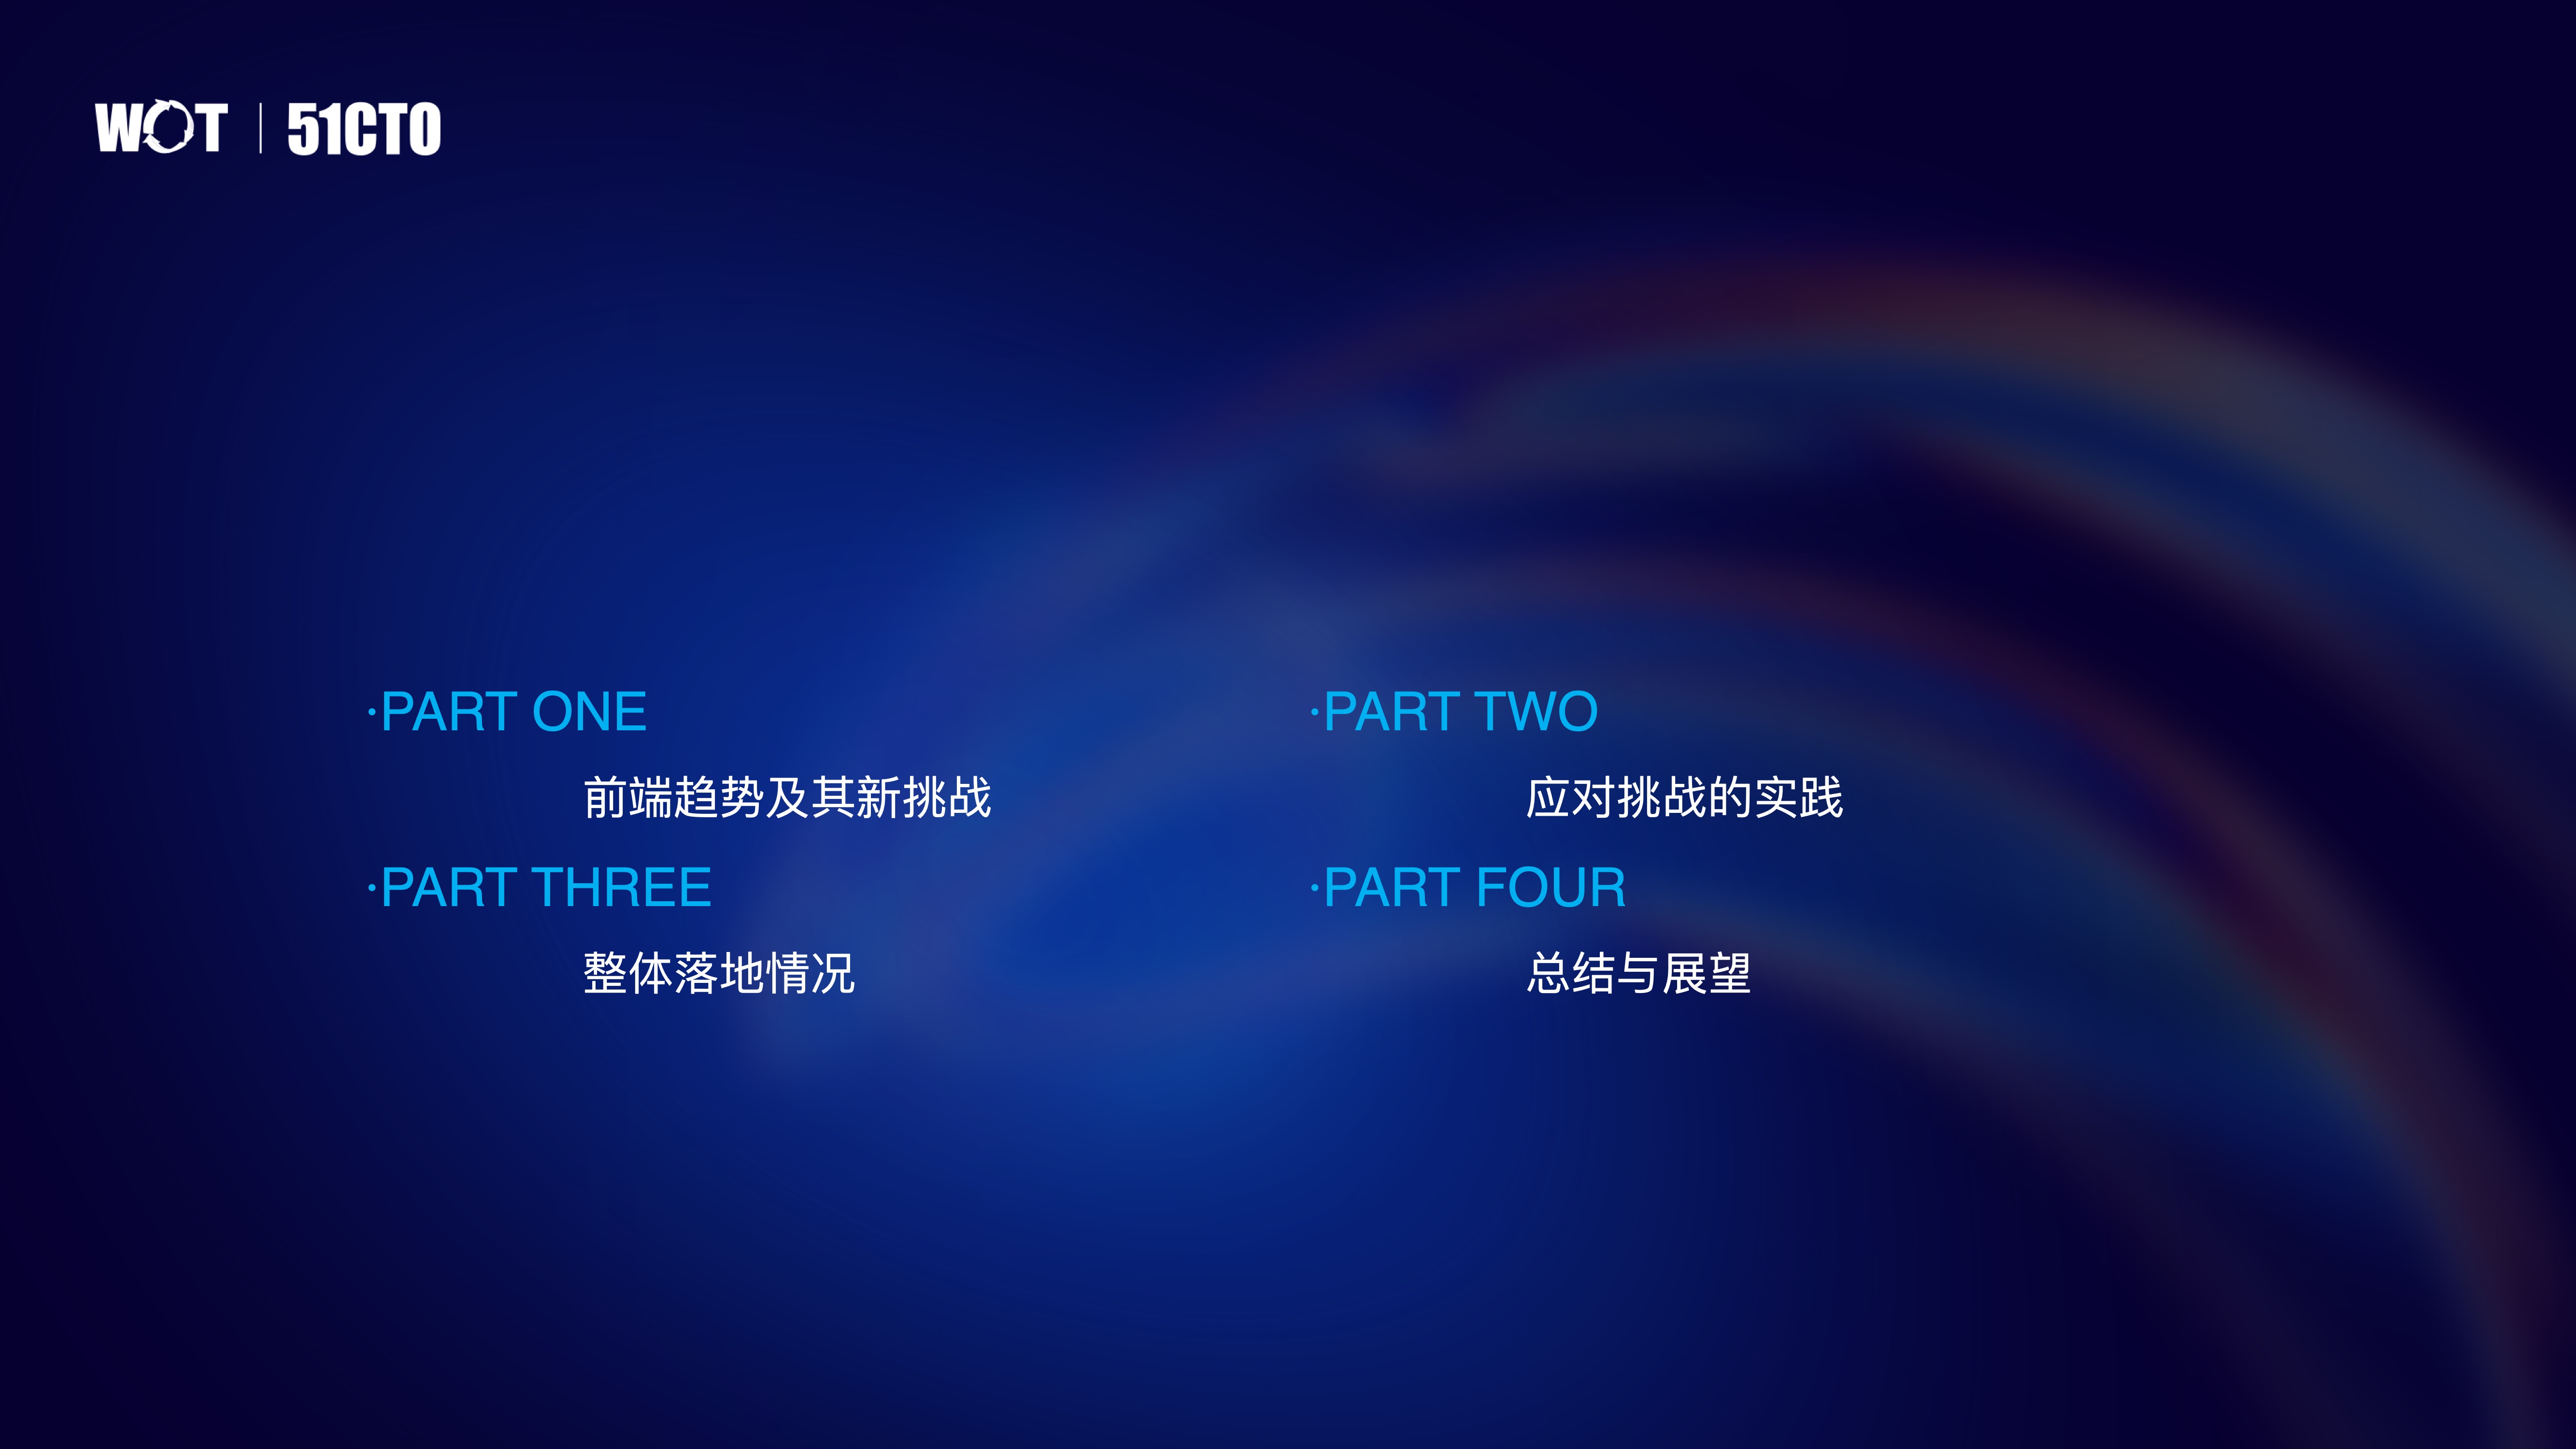 WOT | 51CTO
·PART ONE
前端趋势及其新挑战
·PART TWO
应对挑战的实践
·PART THREE
整体落地情况
·PART FOUR
总结与展望